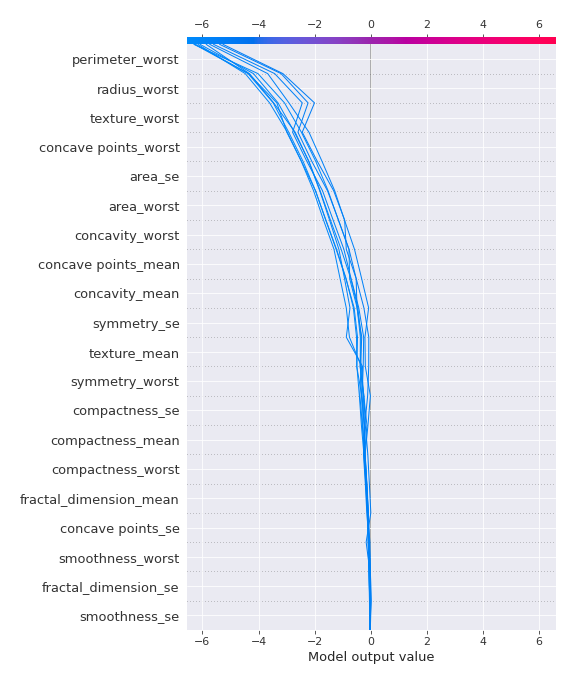 −6 −4 −2 0 2 4 6
perimeter_worst
radius_worst
texture_worst
concave points_worst
area_se
area_worst
concavity_worst
concave points_mean
concavity_mean
symmetry_se
texture_mean
symmetry_worst
compactness_se
compactness_mean
compactness_worst
fractal_dimension_mean
concave points_se
smoothness_worst
fractal_dimension_se
smoothness_se
−6 −4 −2 0 2 4 6
Model output value